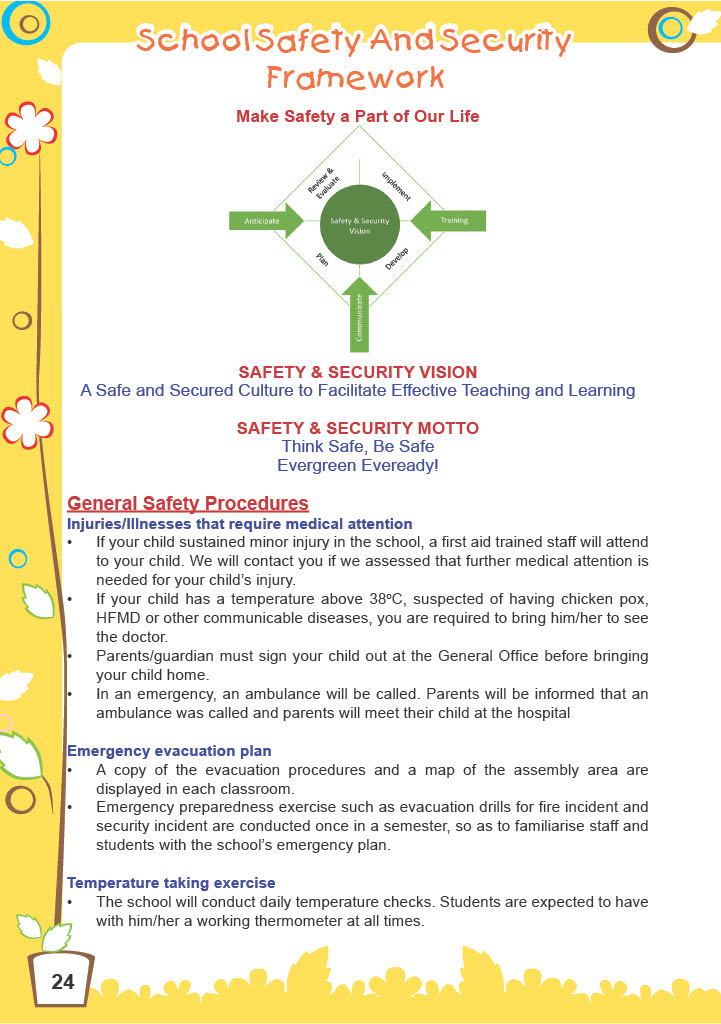 School Safety And Security
Framework
Make Safety a Part of Our Life
Review &
Evaluate
Implement
Anticipate
Safety & Security
Vision
Training
Plan
Develop
Communicate
SAFETY & SECURITY VISION
A Safe and Secured Culture to Facilitate Effective Teaching and Learning
SAFETY & SECURITY MOTTO
Think Safe, Be Safe
Evergreen Eveready!
General Safety Procedures
Injuries/Illnesses that require medical attention
• If your child sustained minor injury in the school, a first aid trained staff will attend
to your child. We will contact you if we assessed that further medical attention is
needed for your child's injury.
• If your child has a temperature above 38ºC, suspected of having chicken pox,
HFMD or other communicable diseases, you are required to bring him/her to see
the doctor.
• Parents/guardian must sign your child out at the General Office before bringing
your child home.
• In an emergency, an ambulance will be called. Parents will be informed that an
ambulance was called and parents will meet their child at the hospital
Emergency evacuation plan
• A copy of the evacuation procedures and a map of the assembly area are
displayed in each classroom.
• Emergency preparedness exercise such as evacuation drills for fire incident and
security incident are conducted once in a semester, so as to familiarise staff and
students with the school's emergency plan.
Temperature taking exercise
• The school will conduct daily temperature checks. Students are expected to have
with him/her a working thermometer at all times.
24